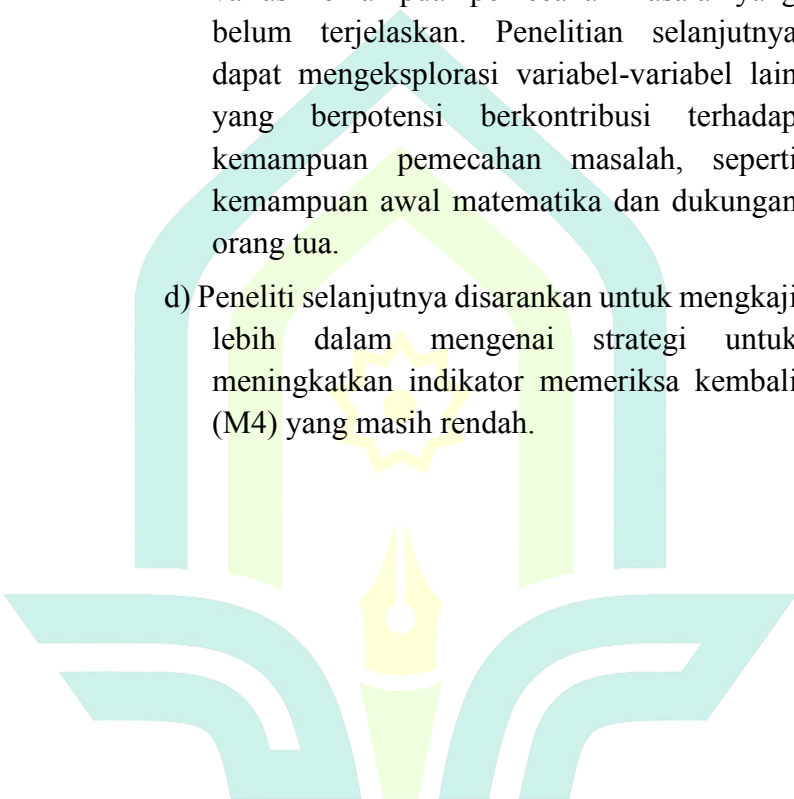 belum terjelaskan. Penelitian selanjutnya
dapat mengeksplorasi variabel-variabel lain
yang berpotensi berkontribusi terhadap
kemampuan pemecahan masalah, seperti
kemampuan awal matematika dan dukungan
orang tua.
d) Peneliti selanjutnya disarankan untuk mengkaji
lebih dalam mengenai strategi untuk
meningkatkan indikator memeriksa kembali
(M4) yang masih rendah.